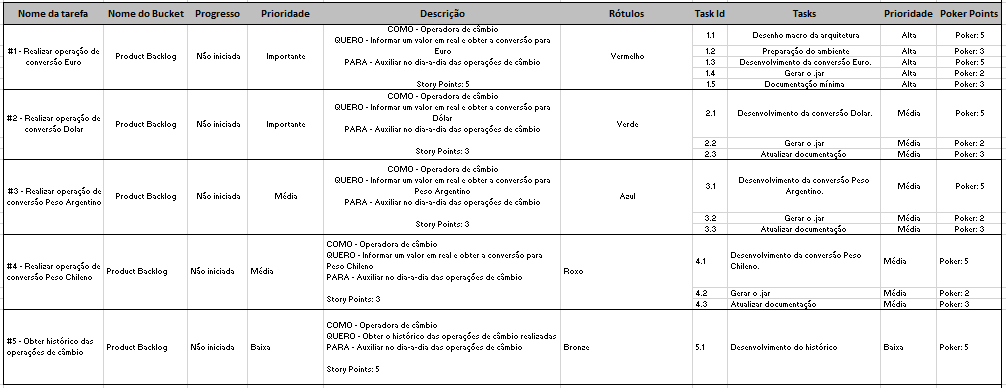 Nome da tarefa Nome do Bucket Progresso Prioridade Descrição Rótulos Task Id Tasks Prioridade Poker Points
#1 - Realizar operação de conversão Euro Product Backlog Não iniciada Importante
COMO - Operadora de câmbio
QUERO - Informar um valor em real e obter a conversão para
Euro
PARA - Auxiliar no dia-a-dia das operações de câmbio
Story Points: 5
Vermelho
1.1 Desenho macro da arquitetura Alta Poker: 5
1.2 Preparação do ambiente Alta Poker: 3
1.3 Desenvolvimento da conversão Euro. Alta Poker: 5
1.4 Gerar o .jar Alta Poker: 2
1.5 Documentação mínima Alta Poker: 3
#2 - Realizar operação de conversão Dolar Product Backlog Não iniciada Importante
COMO - Operadora de câmbio
QUERO - Informar um valor em real e obter a conversão para
Dólar
PARA - Auxiliar no dia-a-dia das operações de câmbio
Story Points: 3
Verde
2.1 Desenvolvimento da conversão Dolar. Média Poker: 5
2.2 Gerar o .jar Média Poker: 2
2.3 Atualizar documentação Média Poker: 3
#3 - Realizar operação de conversão Peso Argentino Product Backlog Não iniciada Média
COMO - Operadora de câmbio
QUERO - Informar um valor em real e obter a conversão para
Peso Argentino
PARA - Auxiliar no dia-a-dia das operações de câmbio
Story Points: 3
Azul
3.1 Desenvolvimento da conversão Peso Argentino. Média Poker: 5
3.2 Gerar o .jar Média Poker: 2
3.3 Atualizar documentação Média Poker: 3
#4 - Realizar operação de conversão Peso Chileno Product Backlog Não iniciada Média
COMO - Operadora de câmbio
QUERO - Informar um valor em real e obter a conversão para
Peso Chileno
PARA - Auxiliar no dia-a-dia das operações de câmbio
Story Points: 3
Roxo
4.1 Desenvolvimento da conversão Peso Chileno. Média Poker: 5
4.2 Gerar o .jar Média Poker: 2
4.3 Atualizar documentação Média Poker: 3
#5 - Obter histórico das operações de câmbio Product Backlog Não iniciada Baixa
COMO - Operadora de câmbio
QUERO - Obter o histórico das operações de câmbio realizadas
PARA - Auxiliar no dia-a-dia das operações de câmbio
Story Points: 5
Bronze
5.1 Desenvolvimento do histórico Baixa Poker: 5